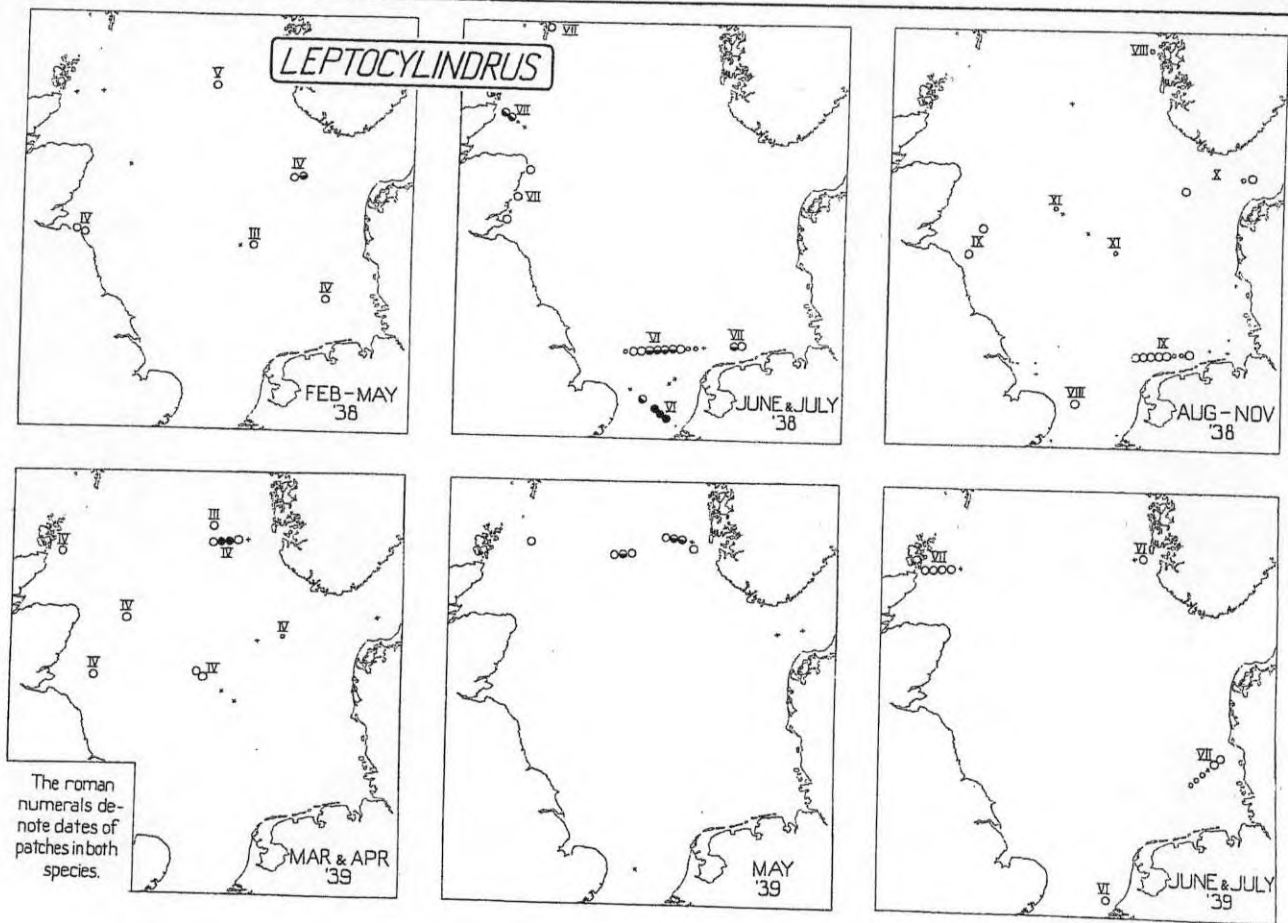 LEPTOCYLINDRUS
V
IV
IV
III
IV
FEB-MAY
'38
VII
VII
VII
VI
VII
VI
JUNE & JULY
'38
VIII
X
XI
IX
XI
IX
VIII
AUG-NOV
'38
III
IV
IV
IV
IV
IV
IV
MAR & APR
'39
The roman
numerals de-
note dates of
patches in both
species.
MAY
'39
VII
VI
VII
VI
JUNE & JULY
'39